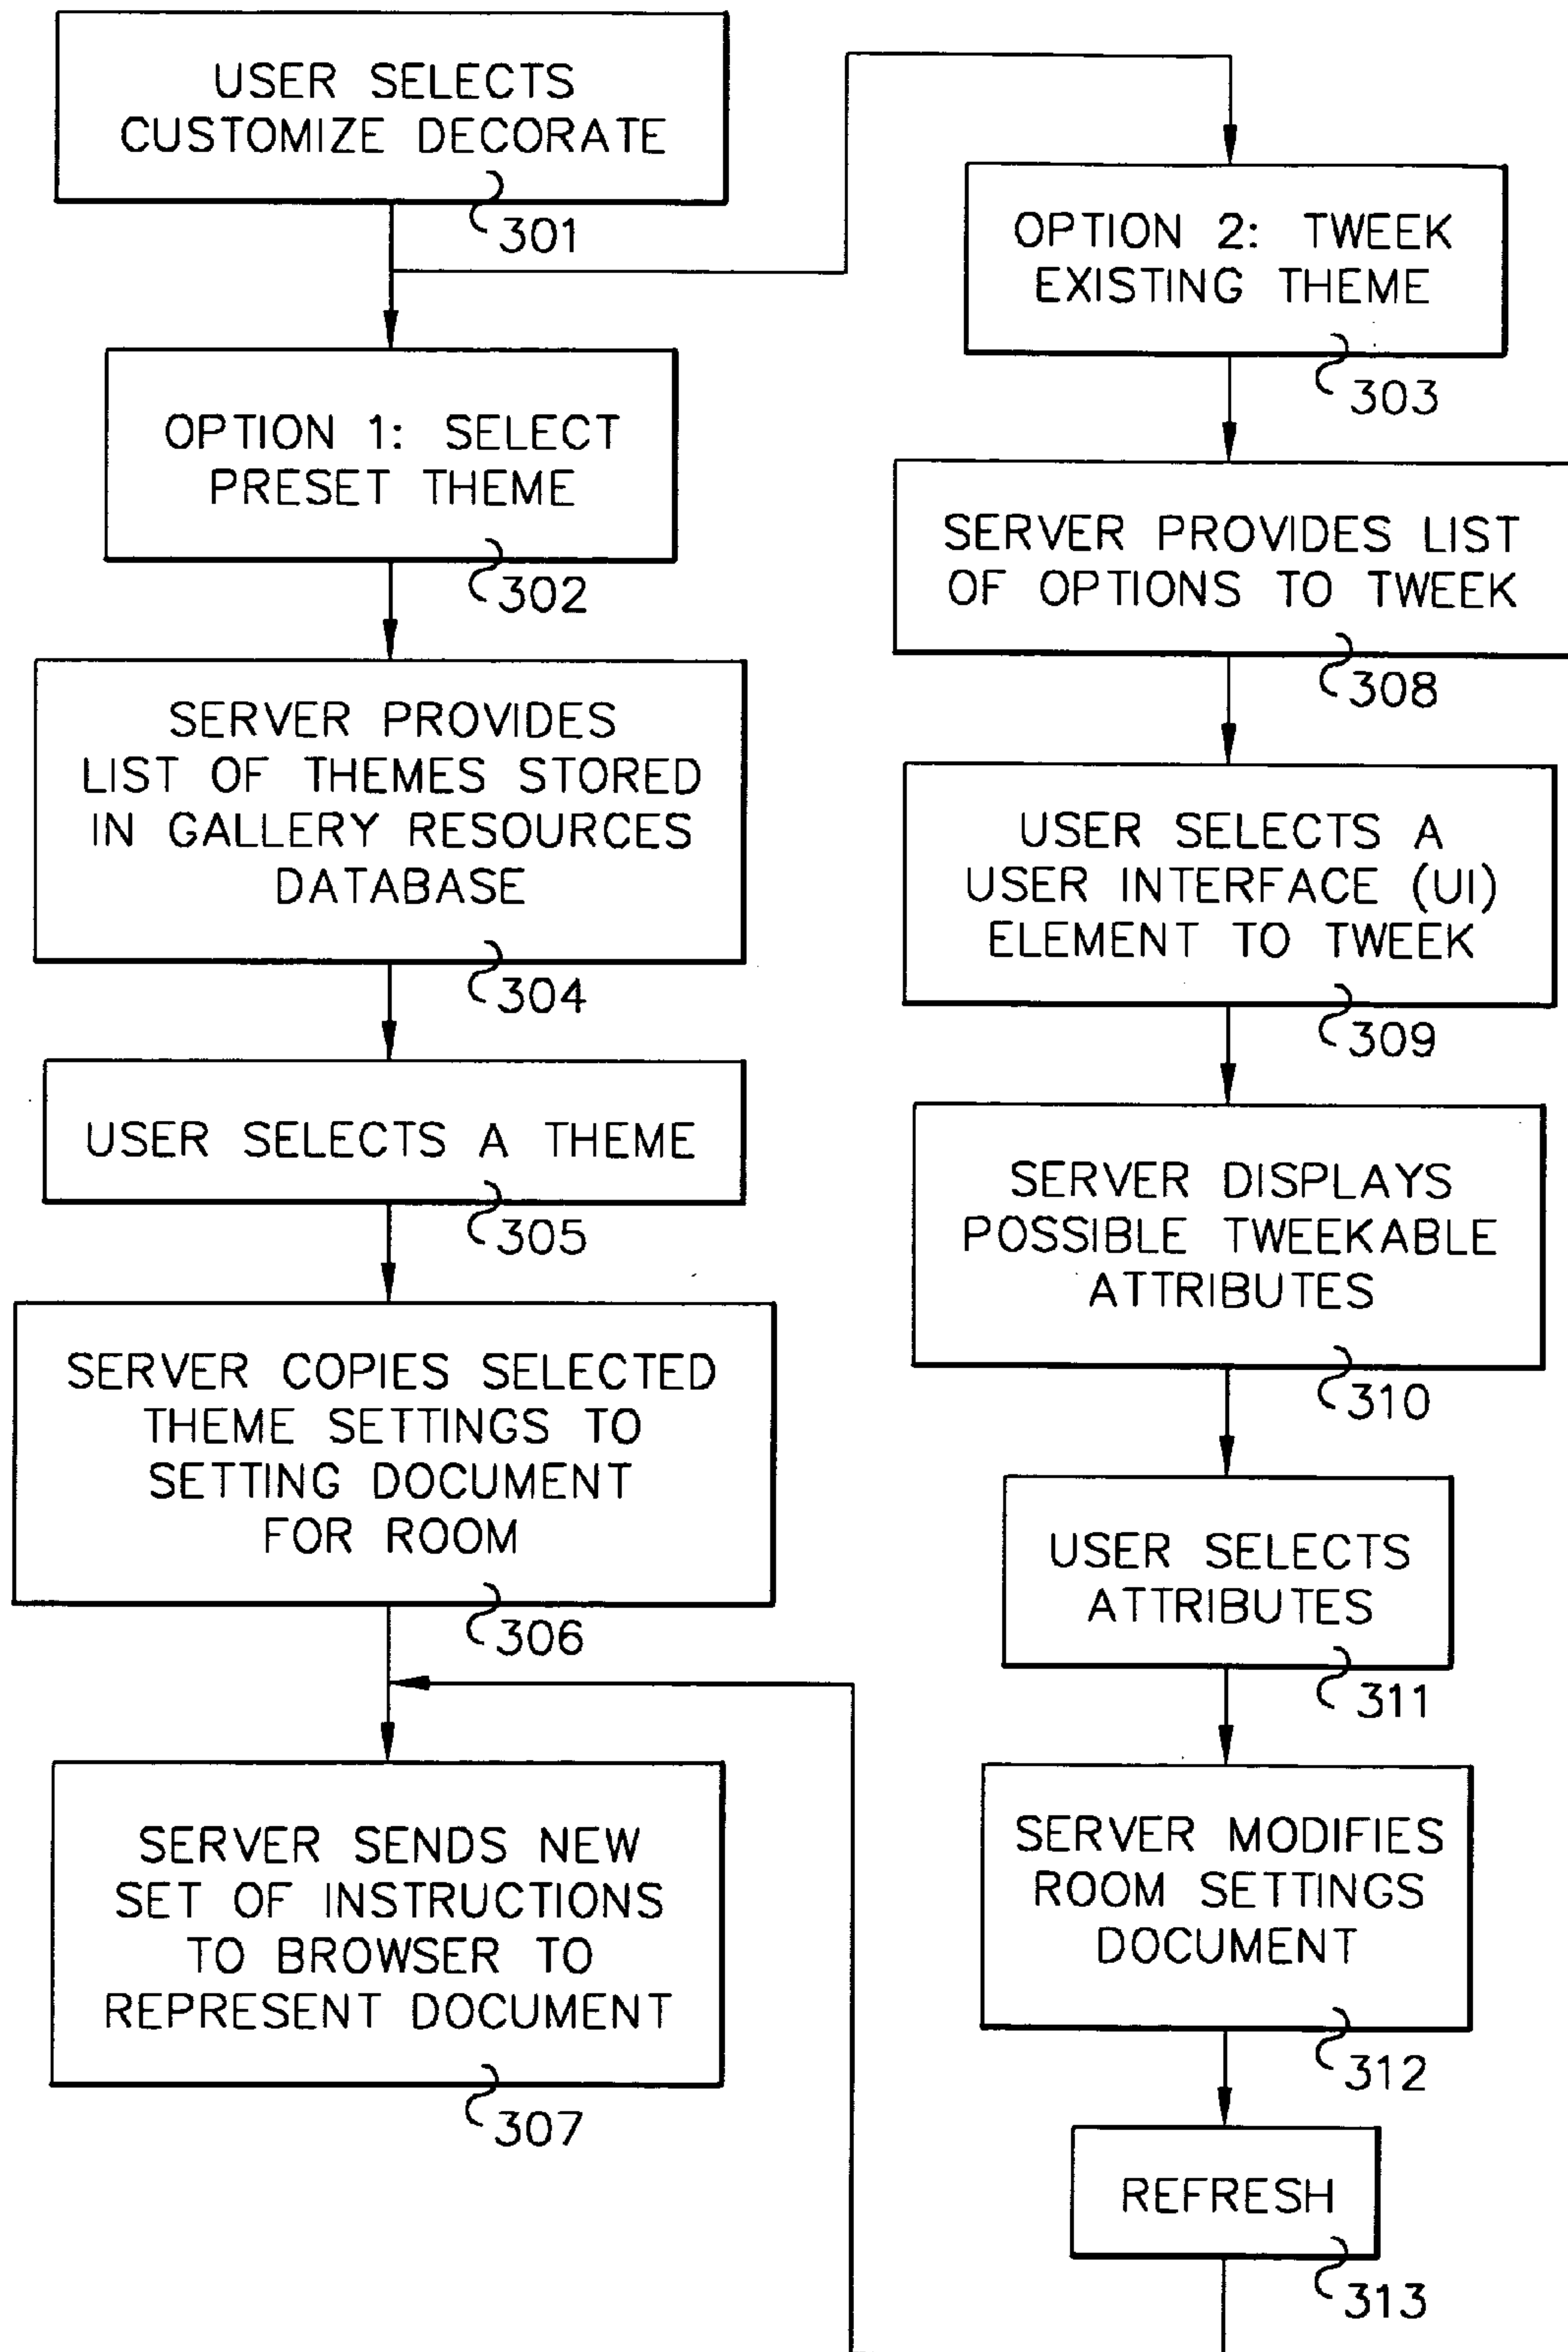 USER SELECTS
CUSTOMIZE DECORATE
301
OPTION 1: SELECT
PRESET THEME
302
SERVER PROVIDES
LIST OF THEMES STORED
IN GALLERY RESOURCES
DATABASE
304
USER SELECTS A THEME
305
SERVER COPIES SELECTED
THEME SETTINGS TO
SETTING DOCUMENT
FOR ROOM
306
SERVER SENDS NEW
SET OF INSTRUCTIONS
TO BROWSER TO
REPRESENT DOCUMENT
307
OPTION 2: TWEEK
EXISTING THEME
303
SERVER PROVIDES LIST
OF OPTIONS TO TWEEK
308
USER SELECTS A
USER INTERFACE (UI)
ELEMENT TO TWEEK
309
SERVER DISPLAYS
POSSIBLE TWEEKABLE
ATTRIBUTES
310
USER SELECTS
ATTRIBUTES
311
SERVER MODIFIES
ROOM SETTINGS
DOCUMENT
312
REFRESH
313